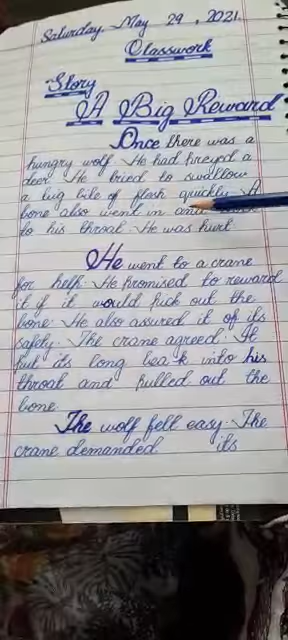 Saturday, May 29, 2021.
Classwork
Story
A Big Reward
Once there was a
hungry wolf. He had preyed a
deer. He tried to swallow
a big bite of flesh quickly. A
bone also went in and
to his throat. He was hurt
He went to a crane
for help. He promised to reward
it if it would pick out the
bone. He also assured it of its
safety. The crane agreed. It
put its long beak into his
throat and pulled out the
bone
The wolf fell easy. The
crane demanded its